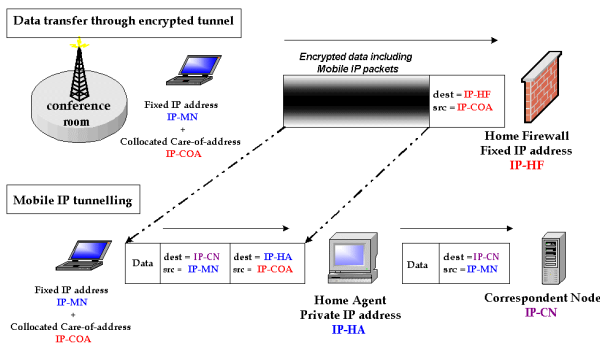 Data transfer through encrypted tunnel
Encrypted data including
Mobile IP packets
conference
room
Fixed IP address
IP-MN
+
Collocated Care-of-address
IP-COA
dest = IP-HF
src = IP-COA
Home Firewall
Fixed IP address
IP-HF
Mobile IP tunnelling
Data
dest = IP-CN
src = IP-MN
dest = IP-HA
src = IP-COA
Data
dest = IP-CN
src = IP-MN
Fixed IP address
IP-MN
+
Collocated Care-of-address
IP-COA
Home Agent
Private IP address
IP-HA
Correspondent Node
IP-CN